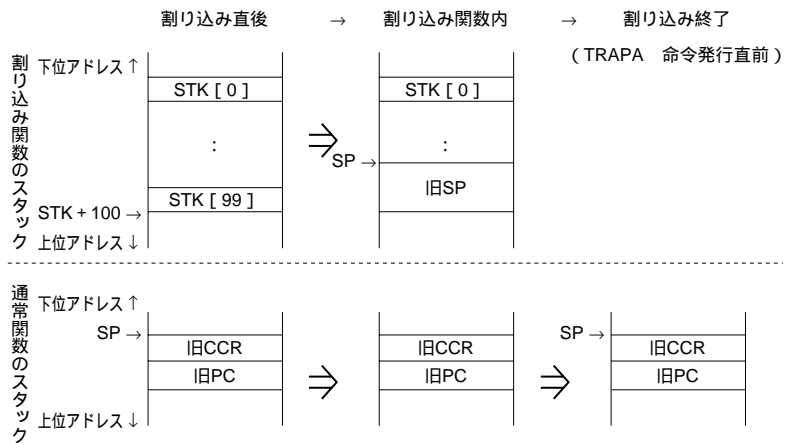 割り込み直後 → 割り込み関数内 → 割り込み終了
(TRAPA 命令発行直前)
割り込み関数のスタック
下位アドレス↑
STK [ 0 ]
STK [ 0 ]
:
:
⇒
SP →
旧SP
STK [ 99 ]
STK + 100 →
上位アドレス↓
通常関数のスタック
下位アドレス↑
SP →
SP →
旧CCR
旧CCR
旧CCR
旧PC
⇒
旧PC
⇒
旧PC
上位アドレス↓